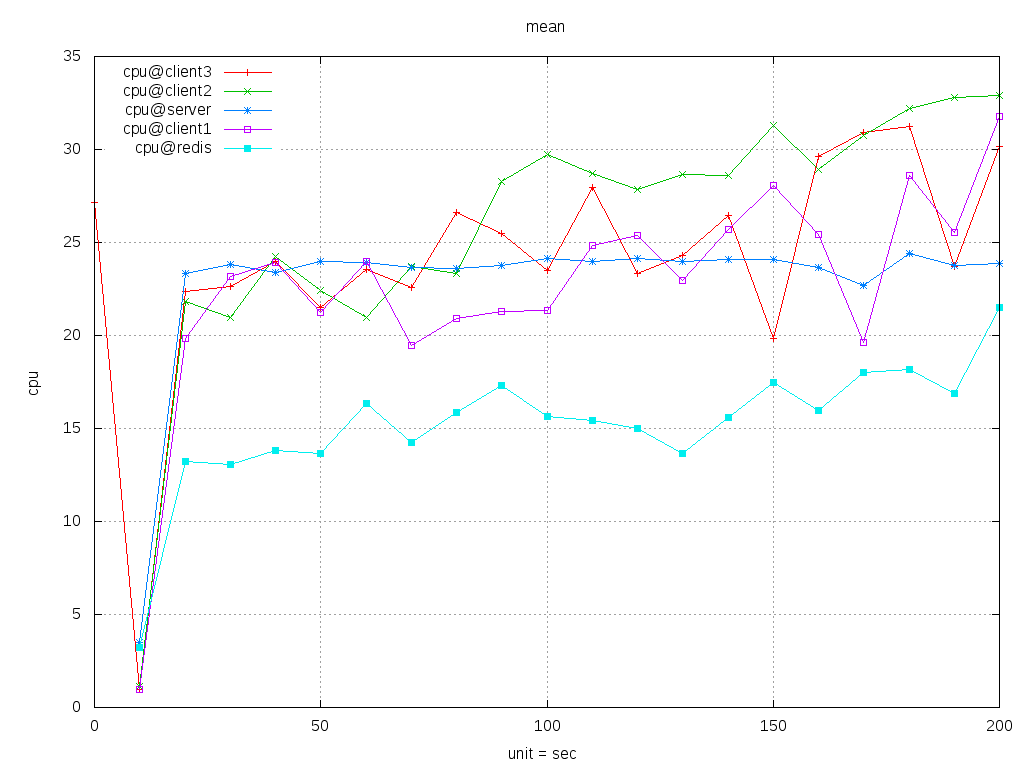 mean
35
30
25
20
15
10
5
0
cpu
cpu@client3
cpu@client2
cpu@server
cpu@client1
cpu@redis
0 50 100 150 200
unit = sec